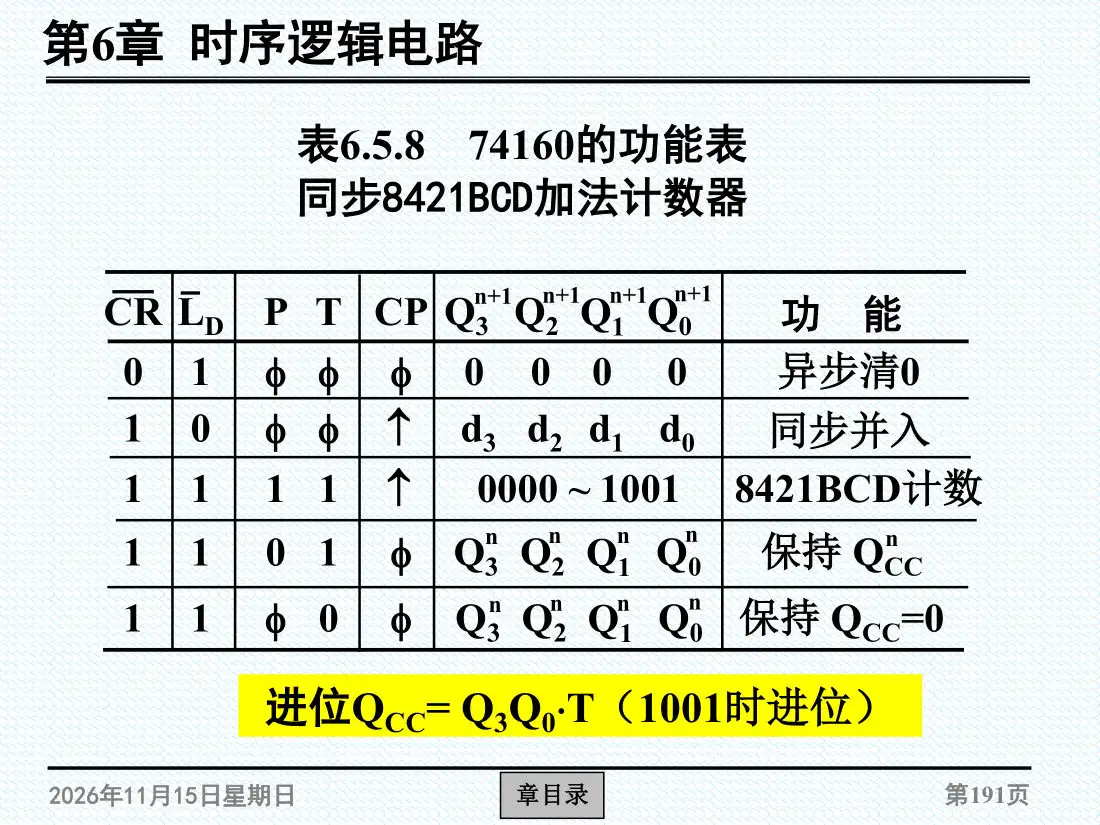 第6章 时序逻辑电路
表6.5.8 74160的功能表
同步8421BCD加法计数器
C̅R̅ L̅D P T CP Q3^{n+1} Q2^{n+1} Q1^{n+1} Q0^{n+1} 功 能
0 1 ϕ ϕ ϕ 0 0 0 0 异步清0
1 0 ϕ ϕ ↑ d3 d2 d1 d0 同步并入
1 1 1 1 ↑ 0000 ~ 1001 8421BCD计数
1 1 0 1 ϕ Q3^n Q2^n Q1^n Q0^n 保持 QCC^n
1 1 ϕ 0 ϕ Q3^n Q2^n Q1^n Q0^n 保持 QCC=0
进位QCC= Q3Q0·T（1001时进位）
2026年11月15日星期日 章目录 第191页